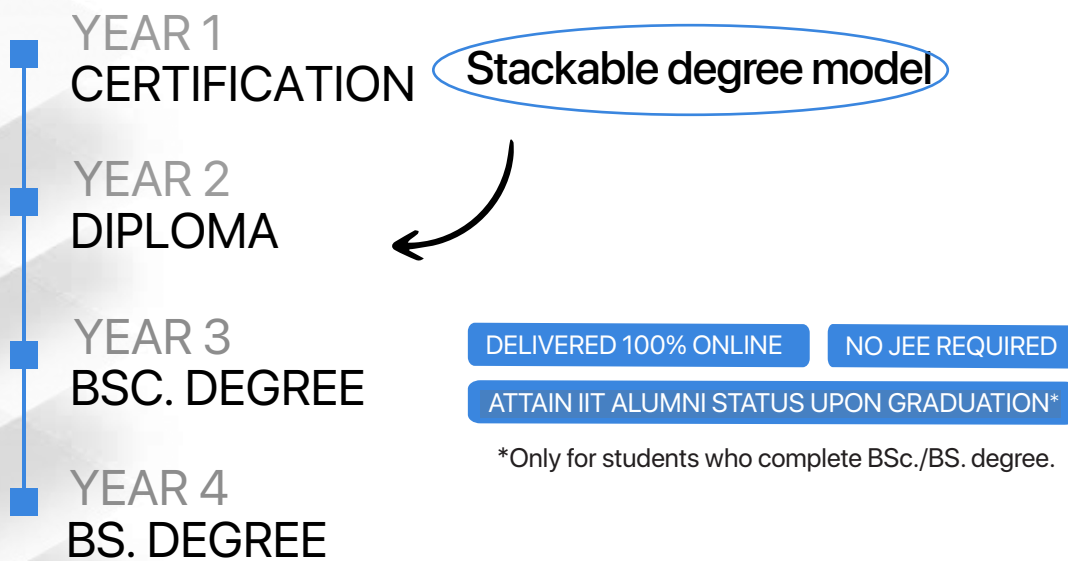 YEAR 1
CERTIFICATION
Stackable degree model
YEAR 2
DIPLOMA
YEAR 3
BSC. DEGREE
DELIVERED 100% ONLINE
NO JEE REQUIRED
ATTAIN IIT ALUMNI STATUS UPON GRADUATION*
*Only for students who complete BSc./BS. degree.
YEAR 4
BS. DEGREE